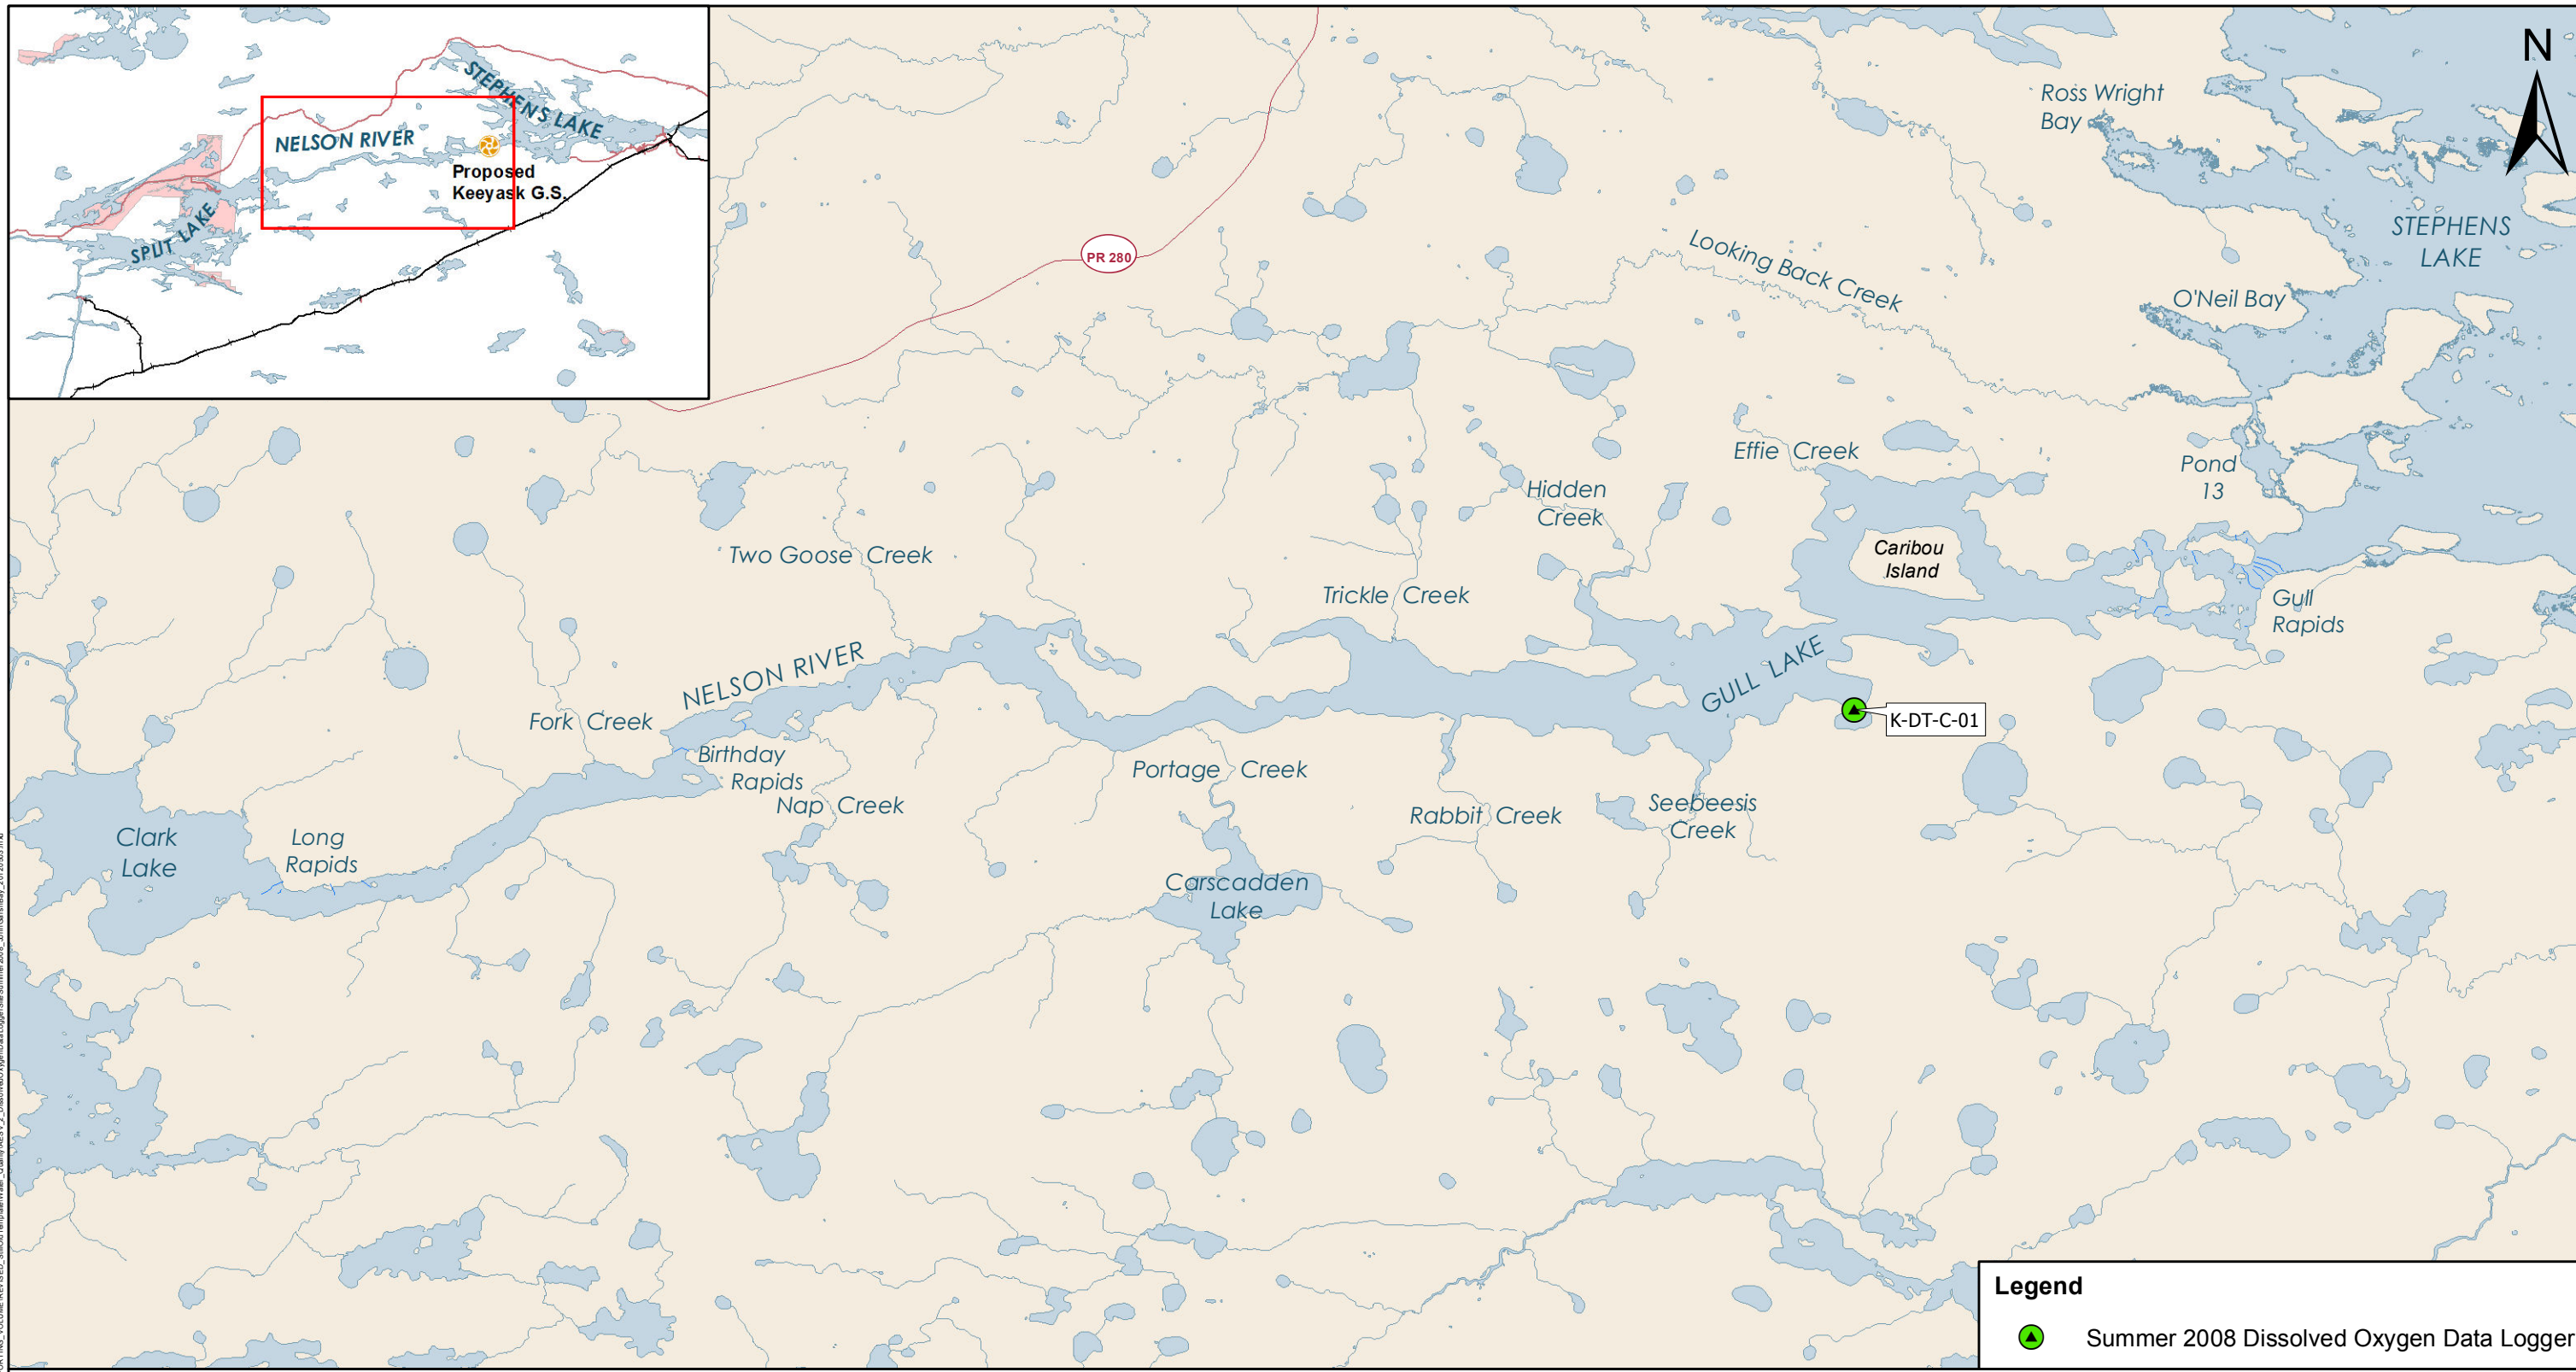 STEPHENS LAKE
NELSON RIVER
Proposed
Keeyask G.S.
SPLIT LAKE
N
Ross Wright
Bay
STEPHENS
LAKE
PR 280
Looking Back Creek
O'Neil Bay
Effie Creek
Pond
13
Hidden
Creek
Two Goose Creek
Caribou
Island
Trickle Creek
Gull
Rapids
NELSON RIVER
GULL LAKE
Fork Creek
K-DT-C-01
Birthday
Rapids
Portage Creek
Nap Creek
Rabbit Creek
Seebeesis
Creek
Clark
Lake
Long
Rapids
Carscadden
Lake
Legend
Summer 2008 Dissolved Oxygen Data Logger